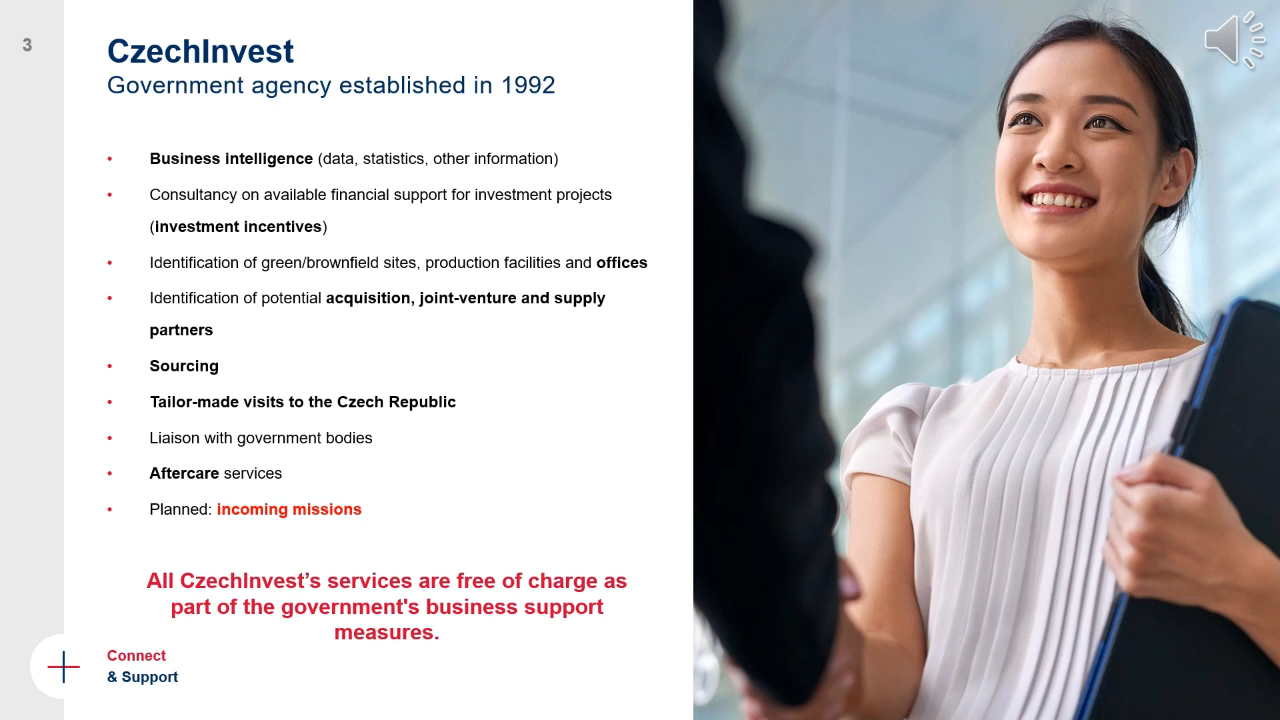 3
CzechInvest
Government agency established in 1992
• Business intelligence (data, statistics, other information)
• Consultancy on available financial support for investment projects
(investment incentives)
• Identification of green/brownfield sites, production facilities and offices
• Identification of potential acquisition, joint-venture and supply
partners
• Sourcing
• Tailor-made visits to the Czech Republic
• Liaison with government bodies
• Aftercare services
• Planned: incoming missions
All CzechInvest’s services are free of charge as
part of the government's business support
measures.
Connect
& Support